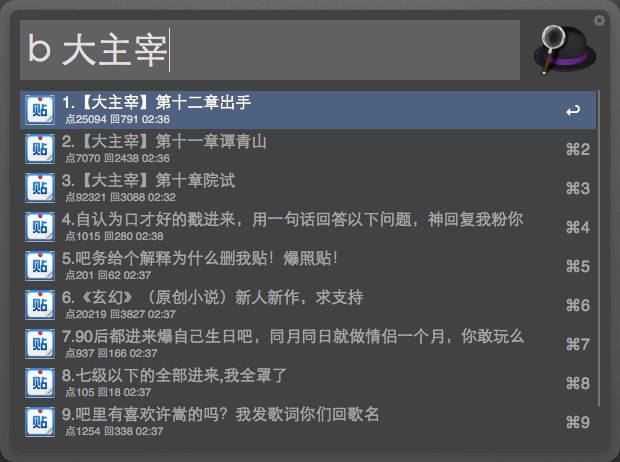 b 大主宰
贴
1.【大主宰】第十二章出手
点25094 回791 02:36
↩
贴
2.【大主宰】第十一章谭青山
点7070 回2438 02:36
⌘2
贴
3.【大主宰】第十章院试
点92321 回3088 02:32
⌘3
贴
4.自认为口才好的戳进来，用一句话回答以下问题，神回复我粉你
点1015 回280 02:38
⌘4
贴
5.吧务给个解释为什么删我贴！爆照贴！
点201 回62 02:37
⌘5
贴
6.《玄幻》（原创小说）新人新作，求支持
点20219 回3827 02:37
⌘6
贴
7.90后都进来爆自己生日吧，同月同日就做情侣一个月，你敢玩么
点937 回166 02:37
⌘7
贴
8.七级以下的全部进来,我全罩了
点105 回18 02:37
⌘8
贴
9.吧里有喜欢许嵩的吗？我发歌词你们回歌名
点1254 回338 02:37
⌘9